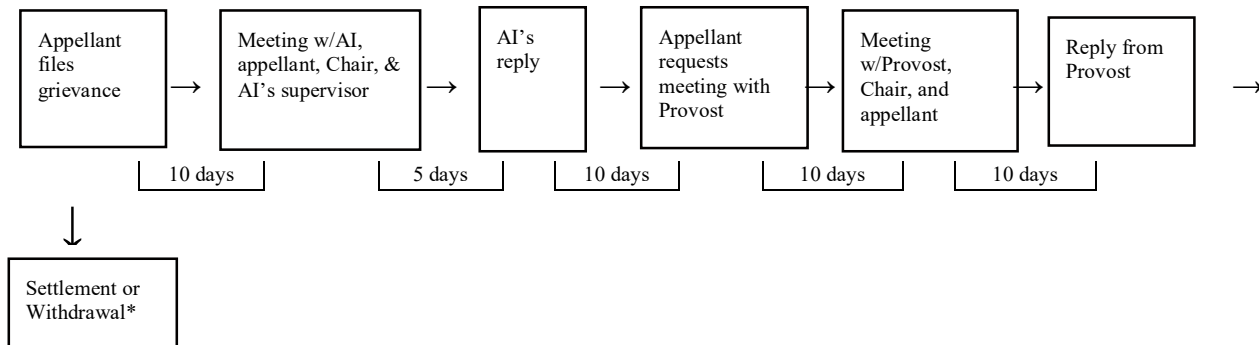 Appellant
files
grievance
Meeting w/AI,
appellant, Chair, &
AI's supervisor
AI's
reply
Appellant
requests
meeting with
Provost
Meeting
w/Provost,
Chair, and
appellant
Reply from
Provost
10 days
5 days
10 days
10 days
10 days
Settlement or
Withdrawal*